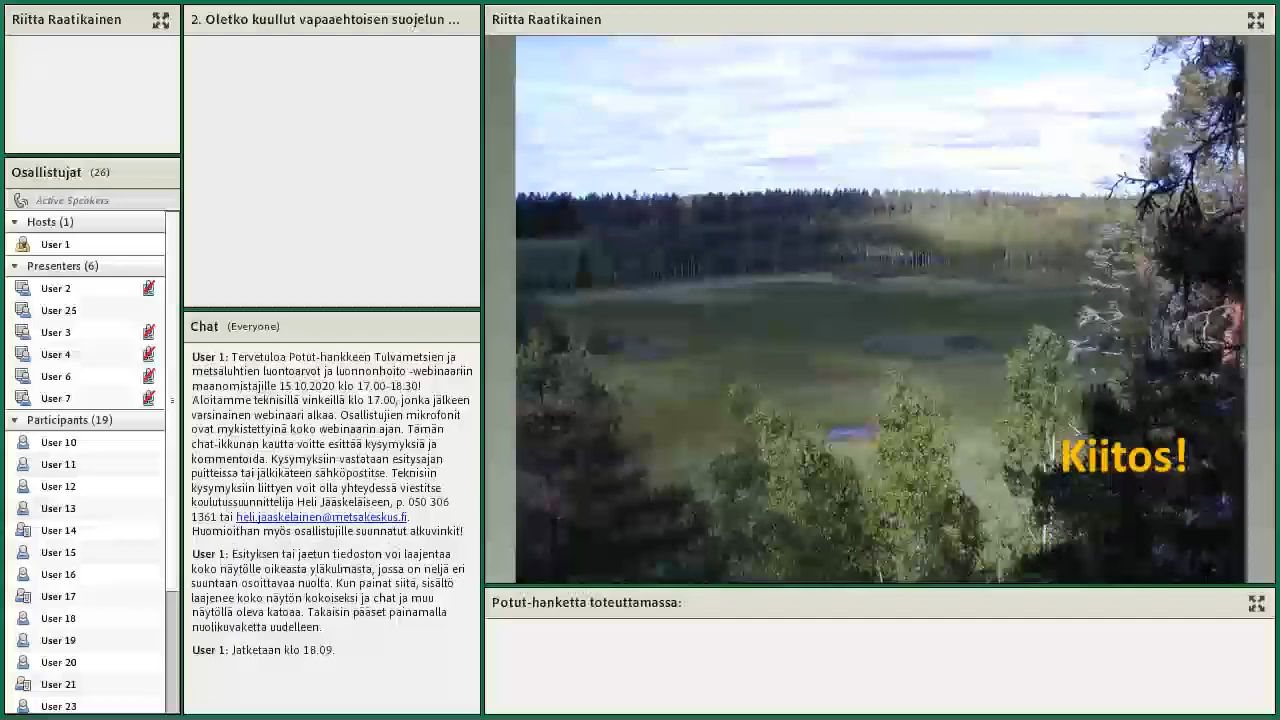 Riitta Raatikainen
Osallistujat (26)
Active Speakers
Hosts (1)
User 1
Presenters (6)
User 2
User 25
User 3
User 4
User 6
User 7
Participants (19)
User 10
User 11
User 12
User 13
User 14
User 15
User 16
User 17
User 18
User 19
User 20
User 21
User 23
2. Oletko kuullut vapaaehtoisen suojelun ...
Chat (Everyone)
User 1: Tervetuloa Potut-hankkeen Tulvametsien ja
metsäluhtien luontoarvot ja luonnonhoito -webinaariin
maanomistajille 15.10.2020 klo 17.00-18.30!
Aloitamme teknisillä vinkeillä klo 17.00, jonka jälkeen
varsinainen webinaari alkaa. Osallistujien mikrofonit
ovat mykistettyinä koko webinaarin ajan. Tämän
chat-ikkunan kautta voitte esittää kysymyksiä ja
kommentoida. Kysymyksiin vastataan esitysajan
puitteissa tai jälkikäteen sähköpostitse. Teknisiin
kysymyksiin liittyen voit olla yhteydessä viestitse
koulutussuunnittelija Heli Jääskeläiseen, p. 050 306
1361 tai heli.jaaskelainen@metsakeskus.fi.
Huomioithan myös osallistujille suunnatut alkuvinkit!
User 1: Esityksen tai jaetun tiedoston voi laajentaa
koko näytölle oikeasta yläkulmasta, jossa on neljä eri
suuntaan osoittavaa nuolta. Kun painat siitä, sisältö
laajenee koko näytön kokoiseksi ja chat ja muu
näytöllä oleva katoaa. Takaisin pääset painamalla
nuolikuvaketta uudelleen.
User 1: Jatketaan klo 18.09.
Riitta Raatikainen
Kiitos!
Potut-hanketta toteuttamassa: